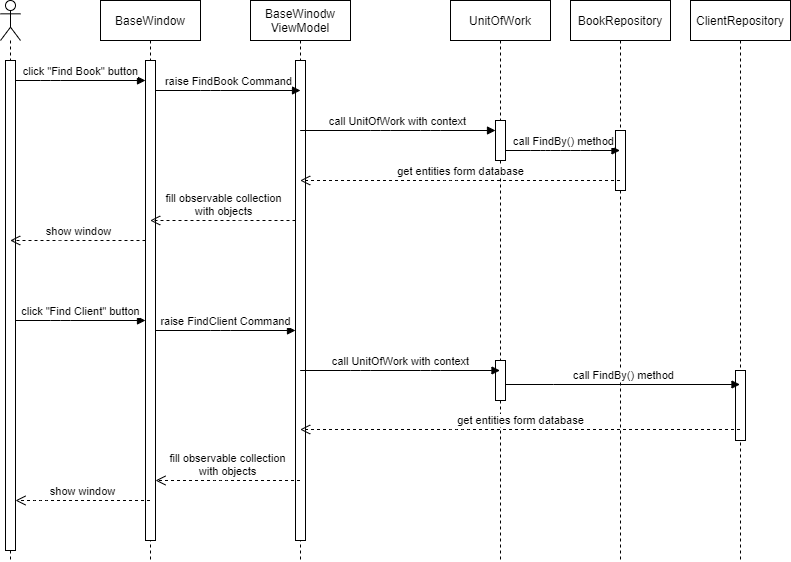 BaseWindow
BaseWinodw
ViewModel
UnitOfWork
BookRepository
ClientRepository
click "Find Book" button
raise FindBook Command
call UnitOfWork with context
call FindBy() method
get entities form database
fill observable collection
with objects
show window
click "Find Client" button
raise FindClient Command
call UnitOfWork with context
call FindBy() method
get entities form database
fill observable collection
with objects
show window